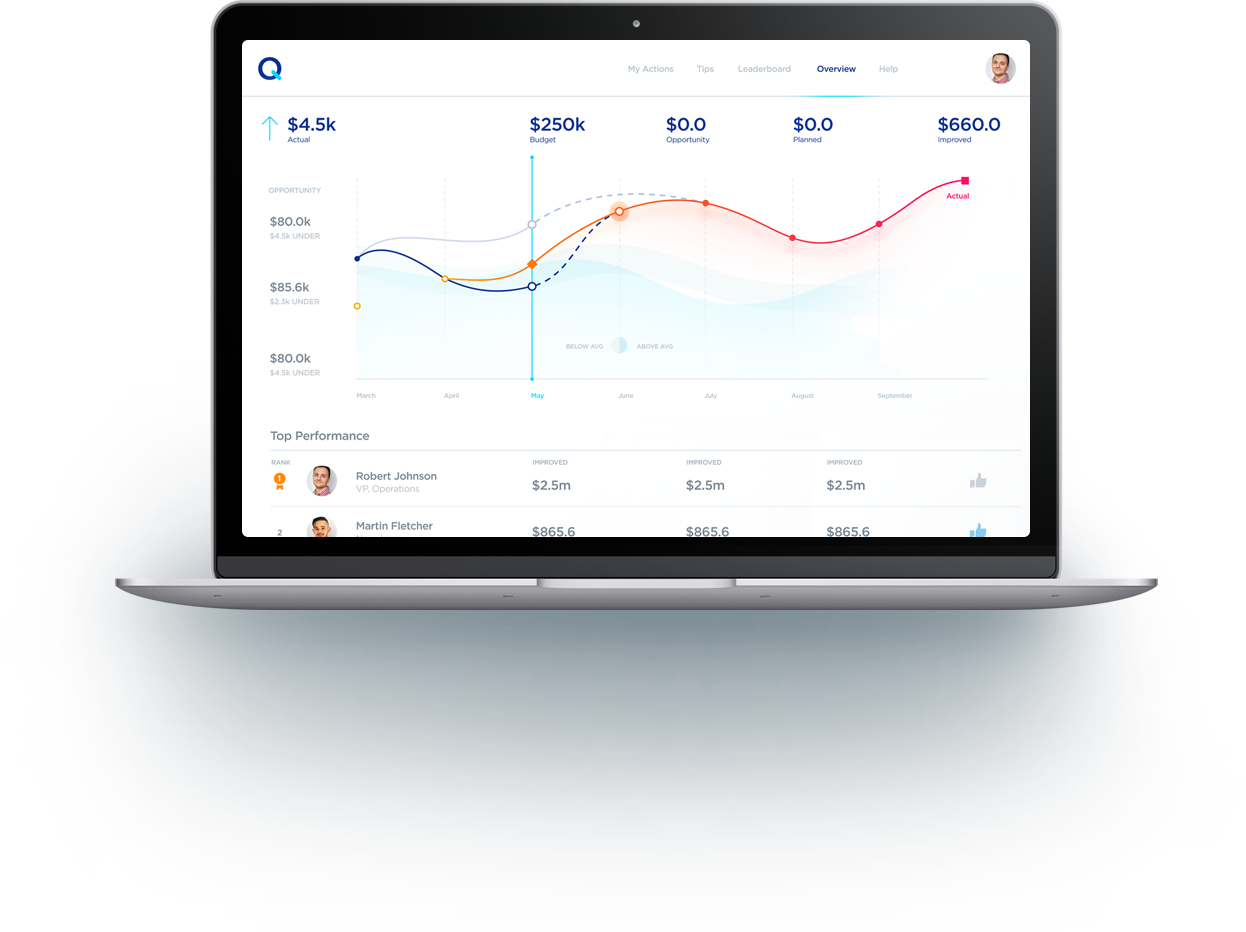 Q
My Actions Tips Leaderboard Overview Help
$4.5k $250k $0.0 $0.0 $660.0
Actual Budget Opportunity Planned Improved
OPPORTUNITY
Actual
$80.0k
$4.5k UNDER
$85.6k
$2.3k UNDER
BELOW AVG ABOVE AVG
$80.0k
$4.5k UNDER
March April May June July August September
Top Performance
RANK IMPROVED IMPROVED IMPROVED
1 Robert Johnson $2.5m $2.5m $2.5m
VP, Operations
2 Martin Fletcher $865.6 $865.6 $865.6